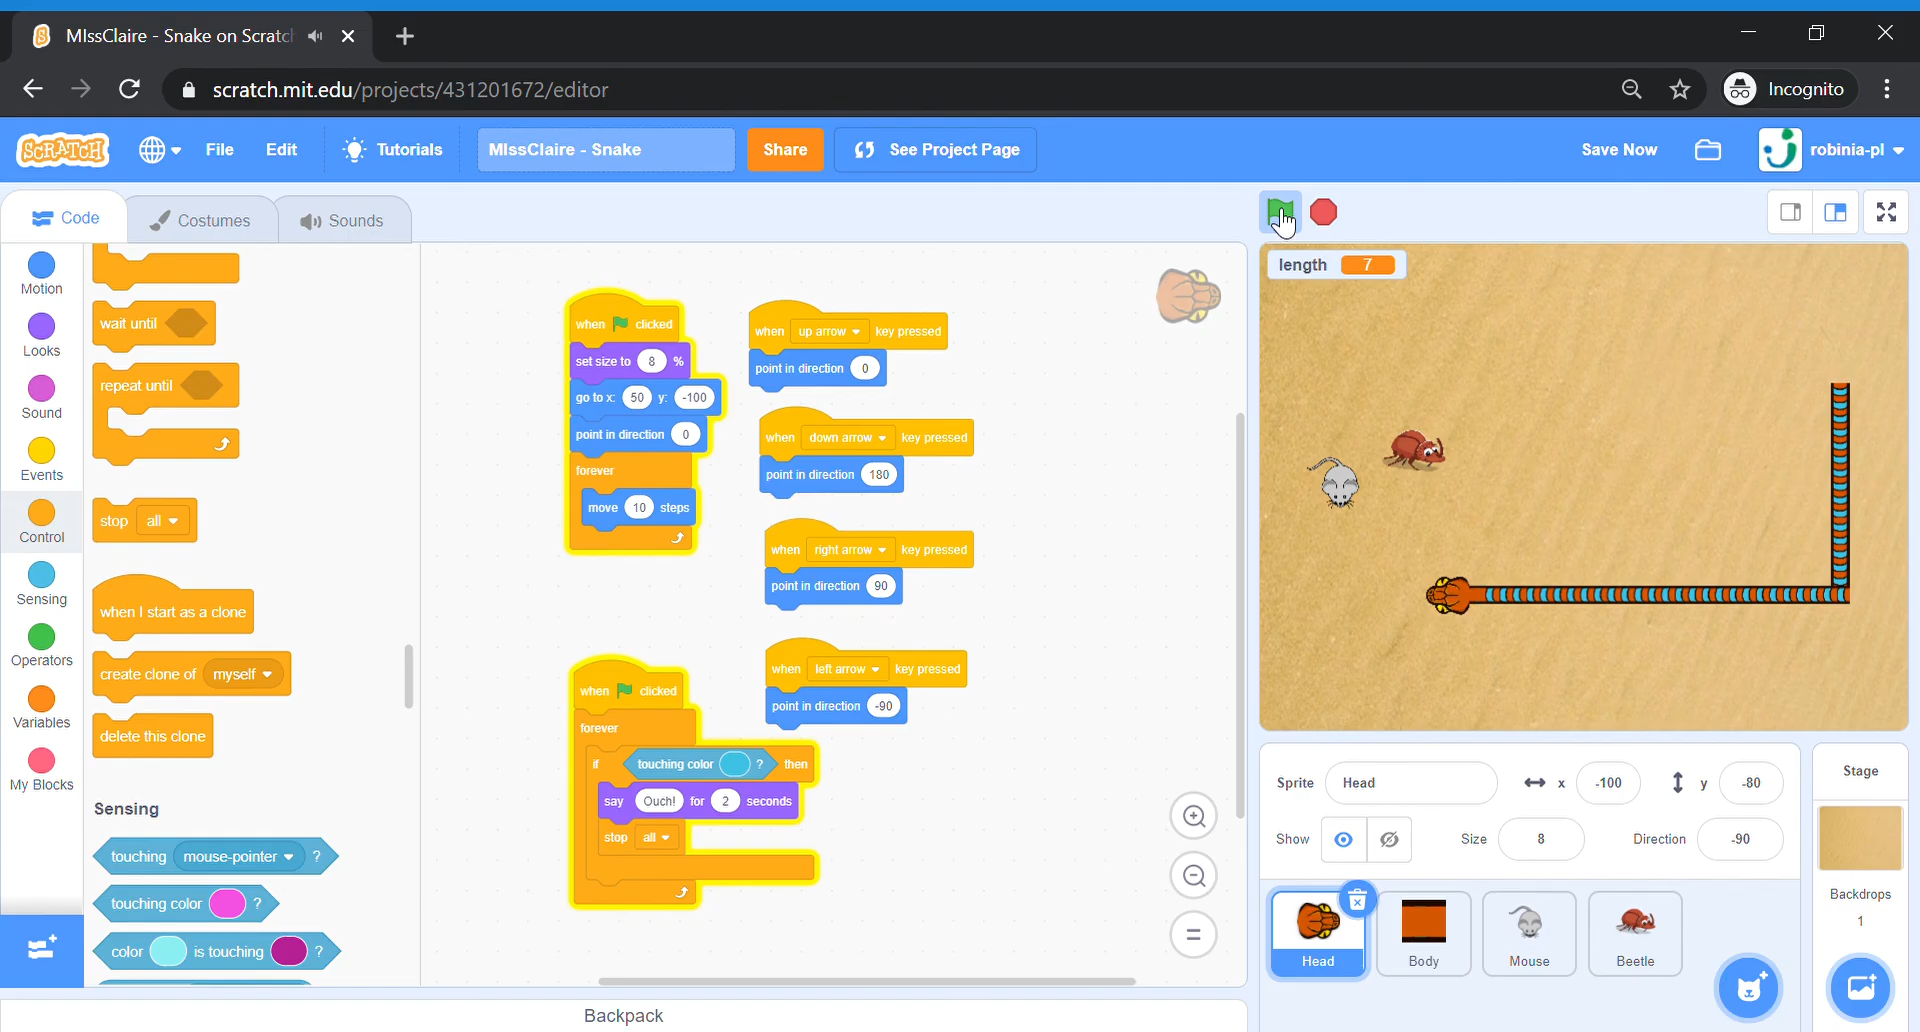 MIssClaire - Snake on Scratch
scratch.mit.edu/projects/431201672/editor
Incognito
SCRATCH
File
Edit
Tutorials
MIssClaire - Snake
Share
See Project Page
Save Now
robinia-pl
Code
Costumes
Sounds
Motion
Looks
Sound
Events
Control
Sensing
Operators
Variables
My Blocks
wait until
repeat until
stop all
when I start as a clone
create clone of myself
delete this clone
Sensing
touching mouse-pointer ?
touching color ?
color is touching ?
when clicked
set size to 8 %
go to x: 50 y: -100
point in direction 0
forever
move 10 steps
when up arrow key pressed
point in direction 0
when down arrow key pressed
point in direction 180
when right arrow key pressed
point in direction 90
when left arrow key pressed
point in direction -90
when clicked
forever
if touching color ? then
say Ouch! for 2 seconds
stop all
Backpack
length 7
Sprite Head x -100 y -80
Show Size 8 Direction -90
Head
Body
Mouse
Beetle
Stage
Backdrops
1